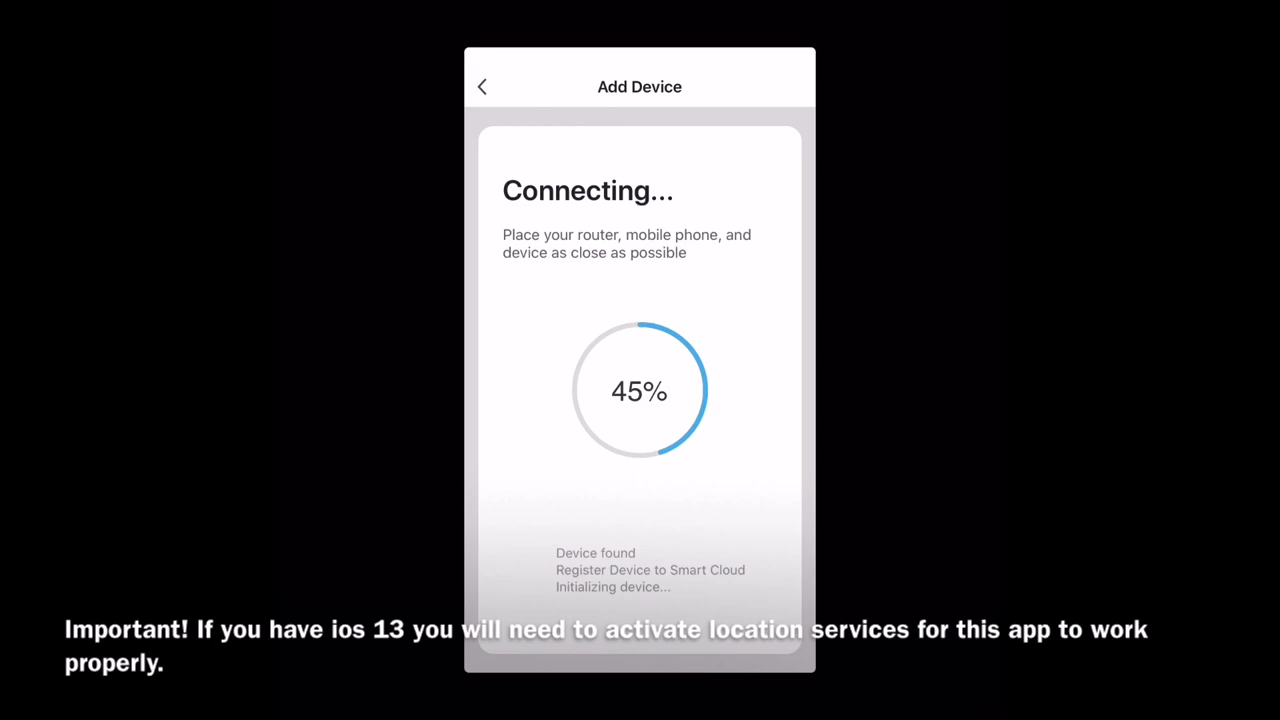 Add Device
Connecting...
Place your router, mobile phone, and
device as close as possible
45%
Device found
Register Device to Smart Cloud
Initializing device...
Important! If you have ios 13 you will need to activate location services for this app to work
properly.